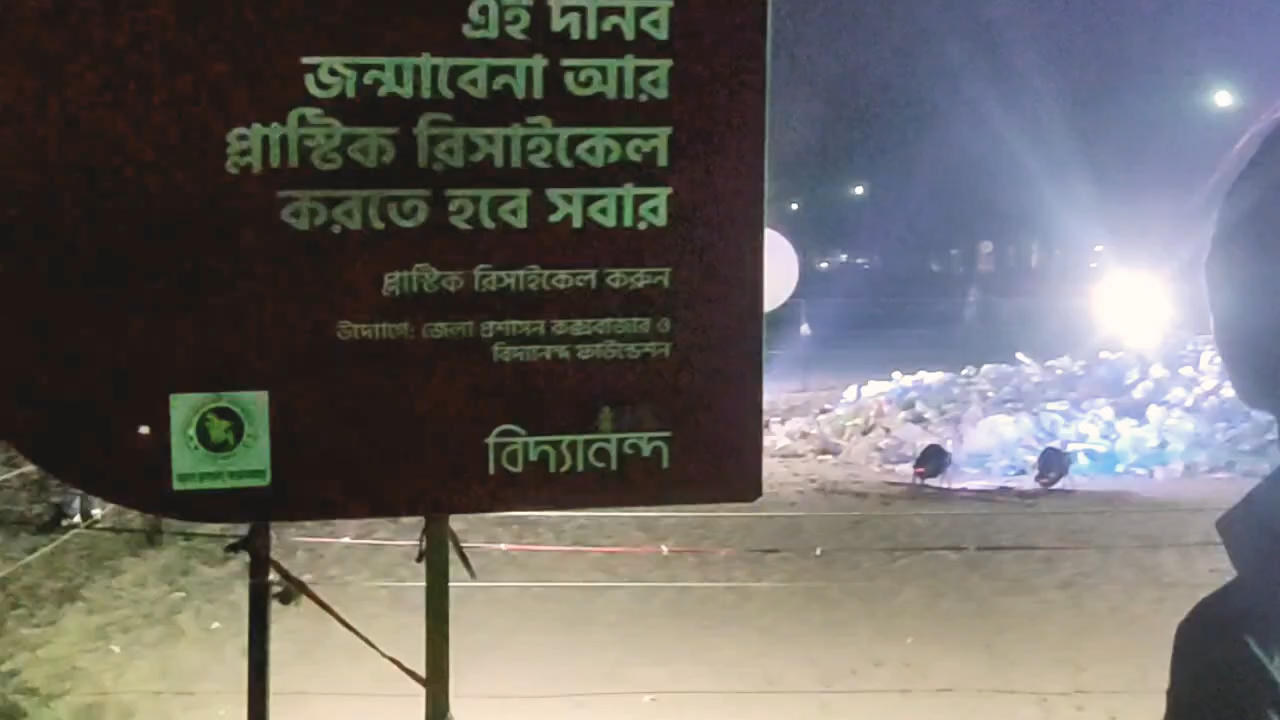 এই দানব
জন্মাবেনা আর
প্লাস্টিক রিসাইকেল
করতে হবে সবার
প্লাস্টিক রিসাইকেল করুন
উদ্যোগে: জেলা প্রশাসন কক্সবাজার ও
বিদ্যানন্দ ফাউন্ডেশন
বিদ্যানন্দ